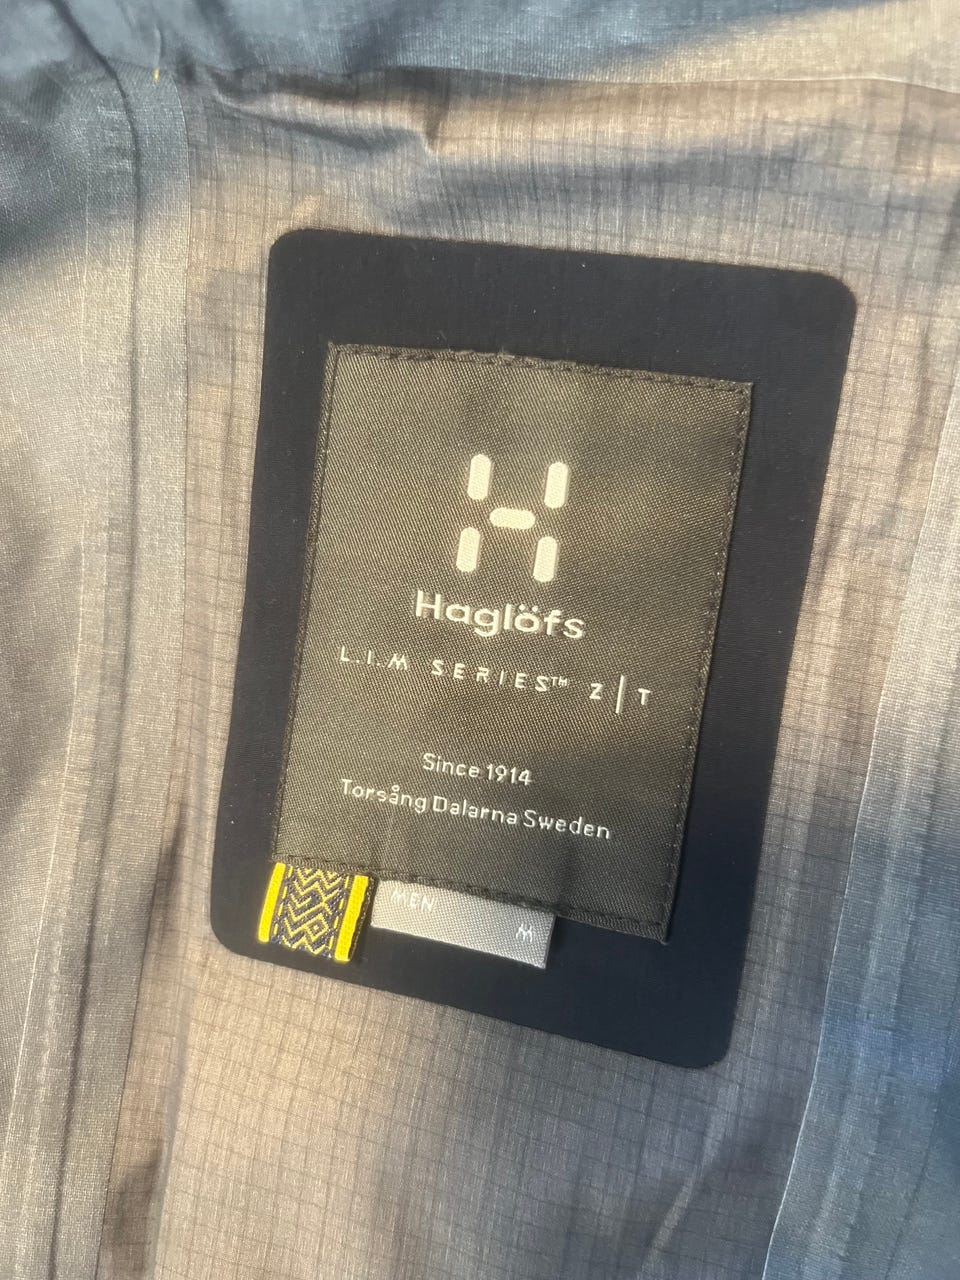 Haglöfs
L.I.M SERIES™ Z|T
Since 1914
Torsång Dalarna Sweden
MEN
M